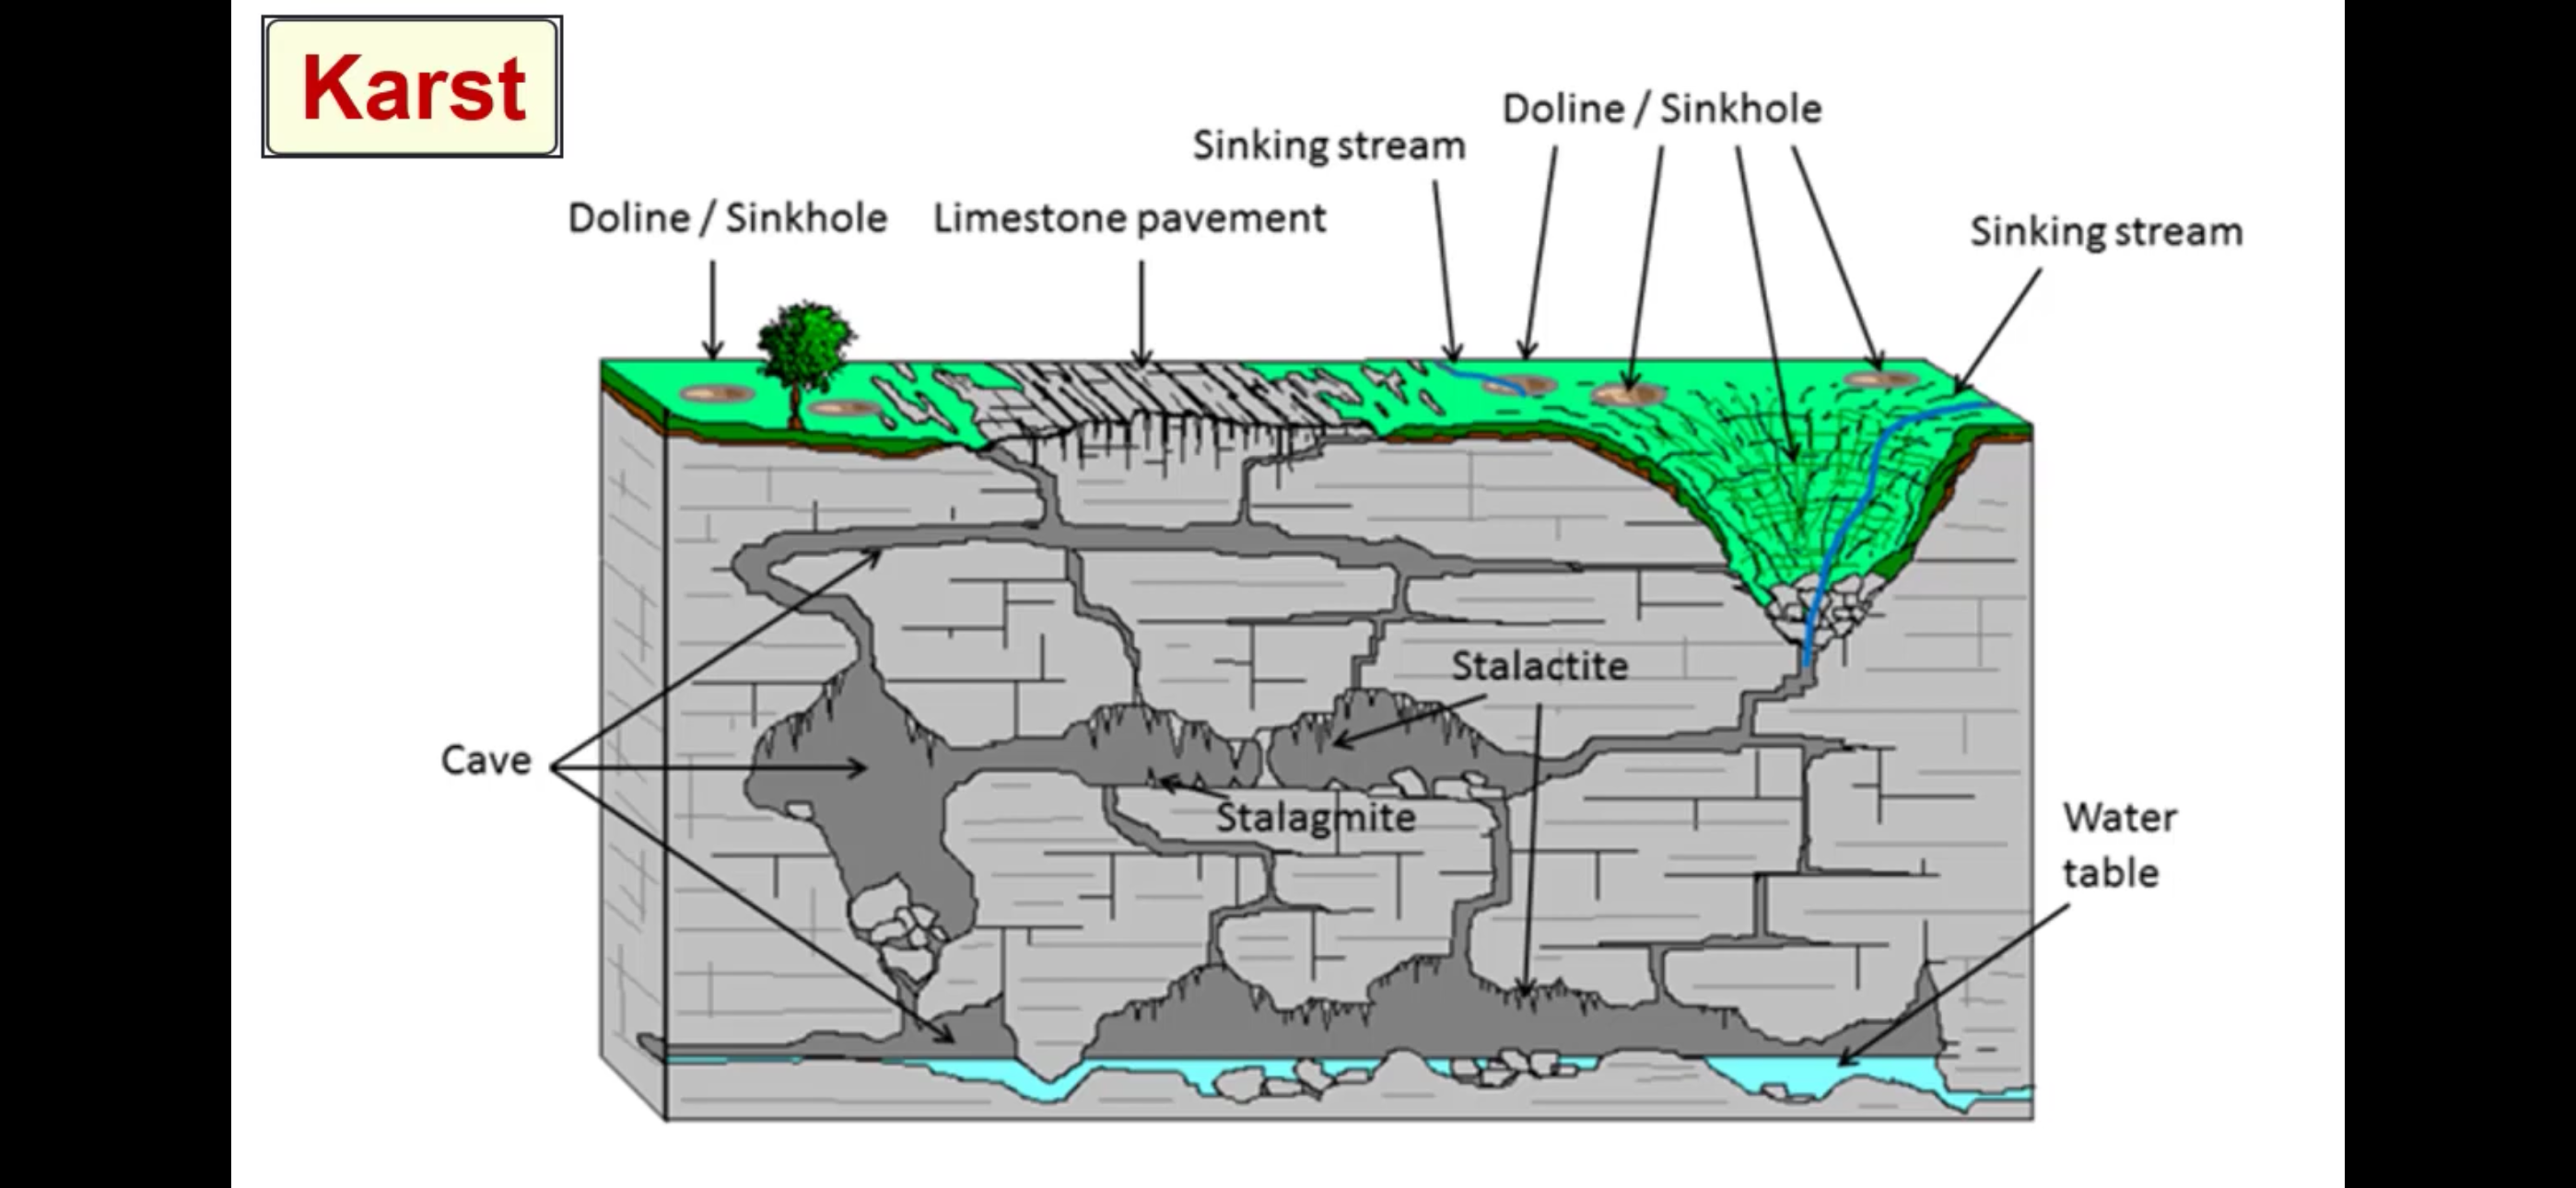 Karst
Doline / Sinkhole
Sinking stream
Doline / Sinkhole
Limestone pavement
Sinking stream
Stalactite
Cave
Stalagmite
Water
table